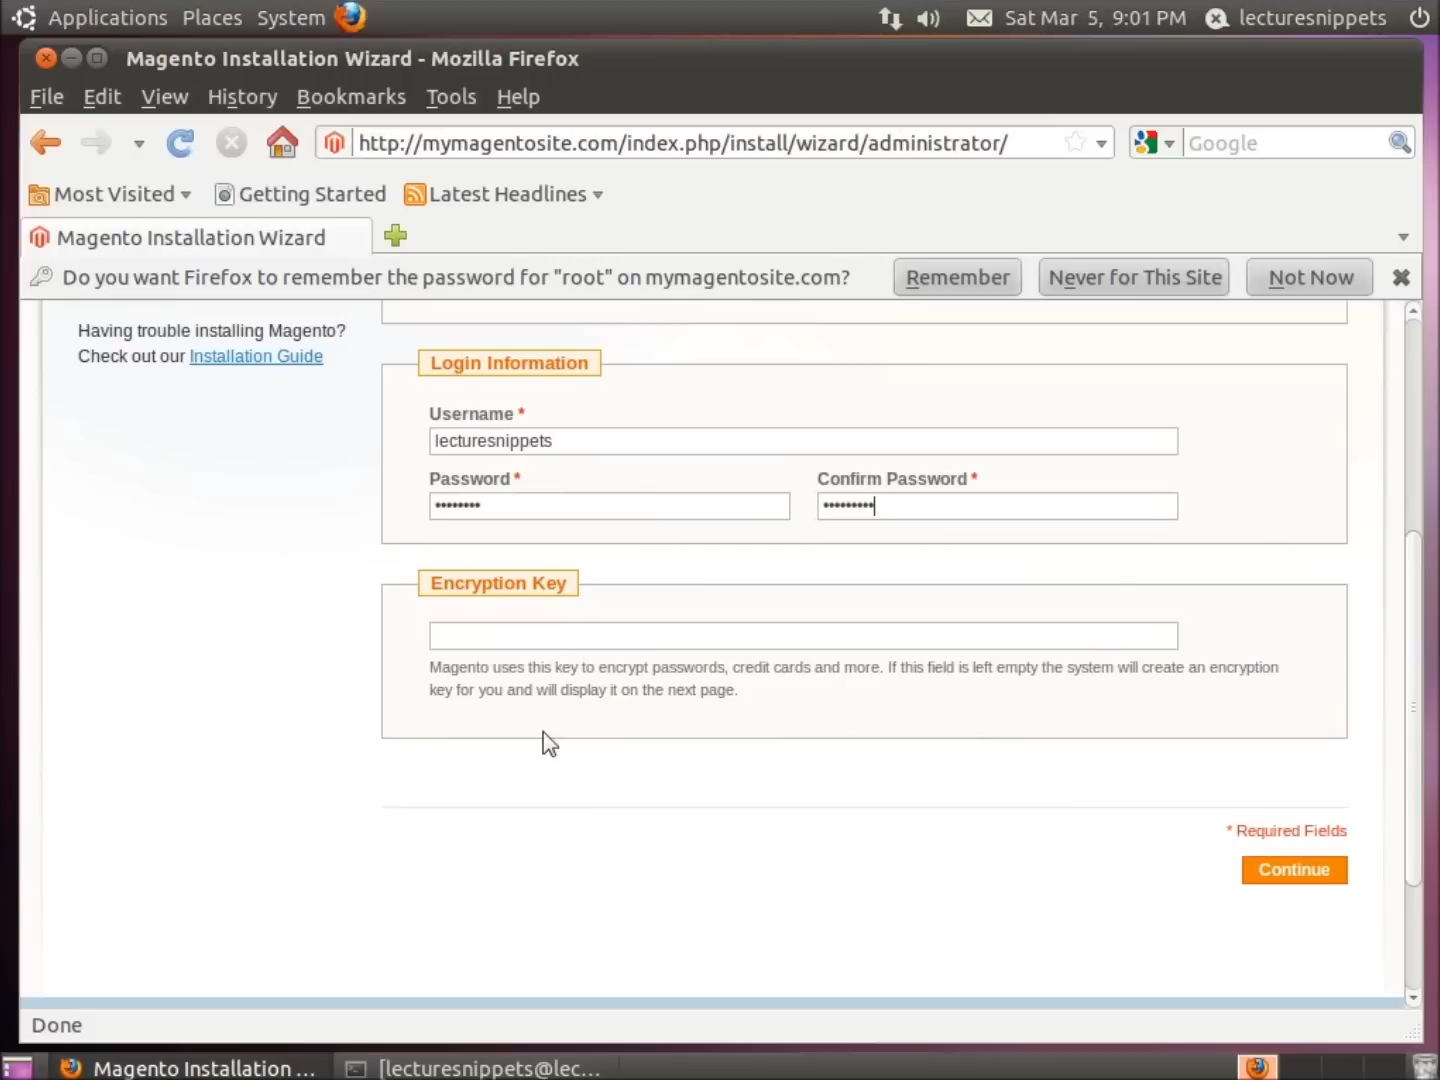 Applications Places System Sat Mar 5, 9:01 PM lecturesnippets
Magento Installation Wizard - Mozilla Firefox
File Edit View History Bookmarks Tools Help
http://mymagentosite.com/index.php/install/wizard/administrator/ Google
Most Visited Getting Started Latest Headlines
Magento Installation Wizard
Do you want Firefox to remember the password for "root" on mymagentosite.com? Remember Never for This Site Not Now
Having trouble installing Magento?
Check out our Installation Guide
Login Information
Username *
lecturesnippets
Password * Confirm Password *
•••••••• •••••••••
Encryption Key
Magento uses this key to encrypt passwords, credit cards and more. If this field is left empty the system will create an encryption
key for you and will display it on the next page.
* Required Fields
Continue
Done
Magento Installation ... [lecturesnippets@lec...